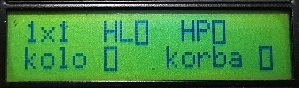 1x1 HL▯ HP▯
kolo ▯ korba ▯